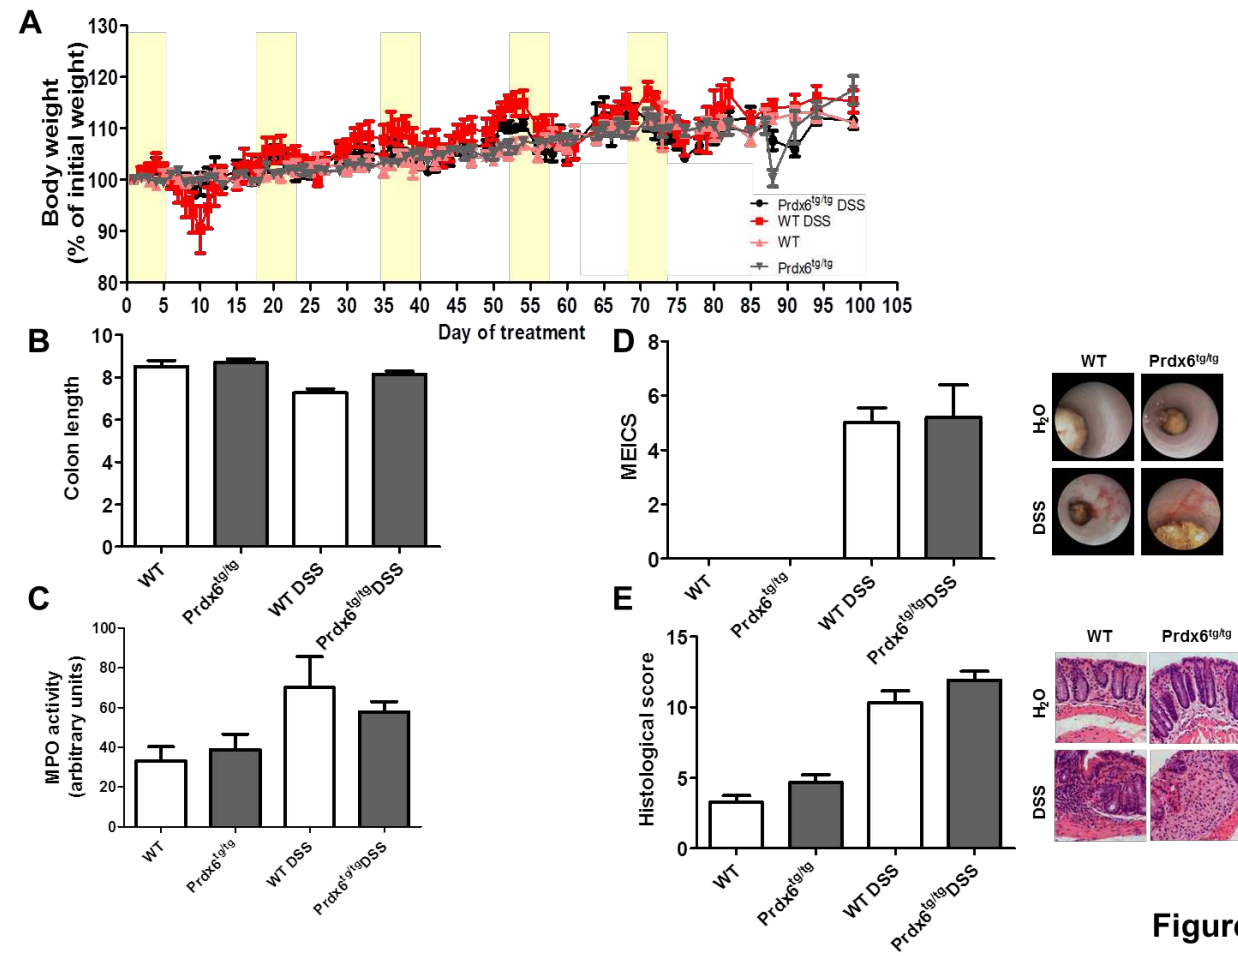 A
Body weight
(% of initial weight)
130
120
110
100
90
80
0 5 10 15 20 25 30 35 40 45 50 55 60 65 70 75 80 85 90 95 100 105
Day of treatment
Prdx6tg/tg DSS
WT DSS
WT
Prdx6tg/tg
B
Colon length
10
8
6
4
2
0
WT
Prdx6tg/tg
WT DSS
Prdx6tg/tgDSS
C
MPO activity
(arbitrary units)
100
80
60
40
20
0
WT
Prdx6tg/tg
WT DSS
Prdx6tg/tgDSS
D
MEICS
8
6
4
2
0
WT
Prdx6tg/tg
WT DSS
Prdx6tg/tgDSS
WT Prdx6tg/tg
H2O
DSS
E
Histological score
15
10
5
0
WT
Prdx6tg/tg
WT DSS
Prdx6tg/tgDSS
WT Prdx6tg/tg
H2O
DSS
Figure